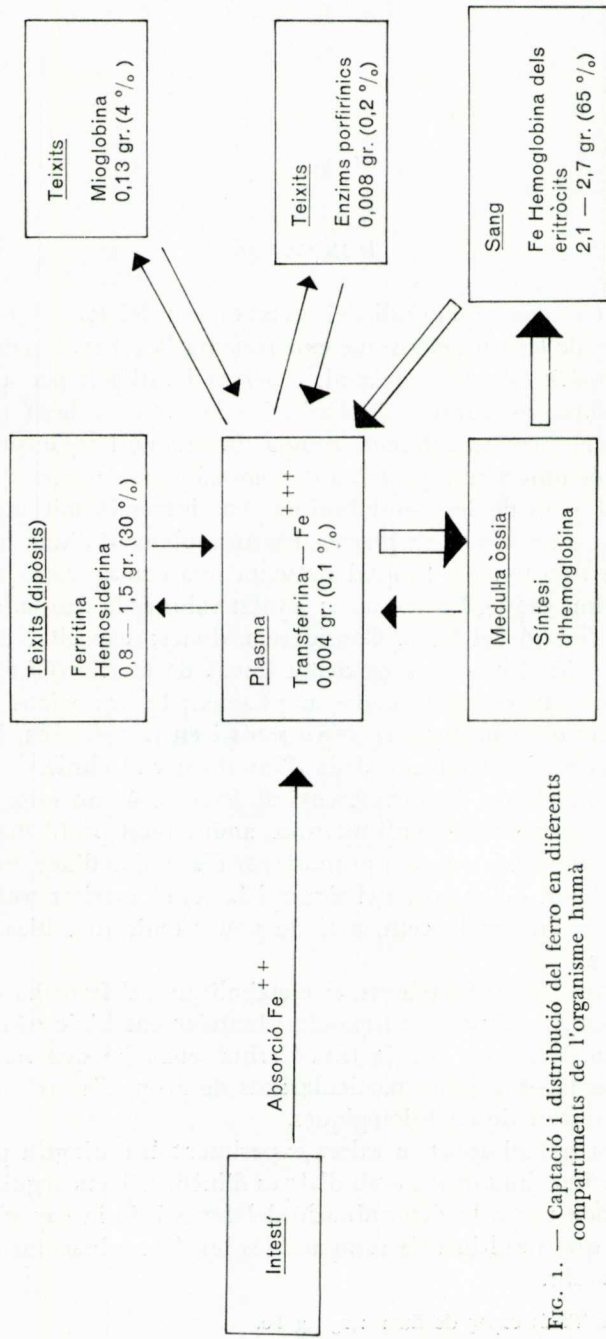 Intestí
Absorció Fe ++
Teixits (dipòsits)
Ferritina
Hemosiderina
0,8 — 1,5 gr. (30 %)
Plasma
Transferrina — Fe +++
0,004 gr (0,1 %)
Medul·la òssia
Síntesi
d'hemoglobina
Teixits
Mioglobina
0,13 gr. (4 %)
Teixits
Enzims porfirínics
0,008 gr. (0,2 %)
Sang
Fe Hemoglobina dels
eritròcits
2,1 — 2,7 gr. (65 %)
FIG. 1. — Captació i distribució del ferro en diferents
compartiments de l'organisme humà